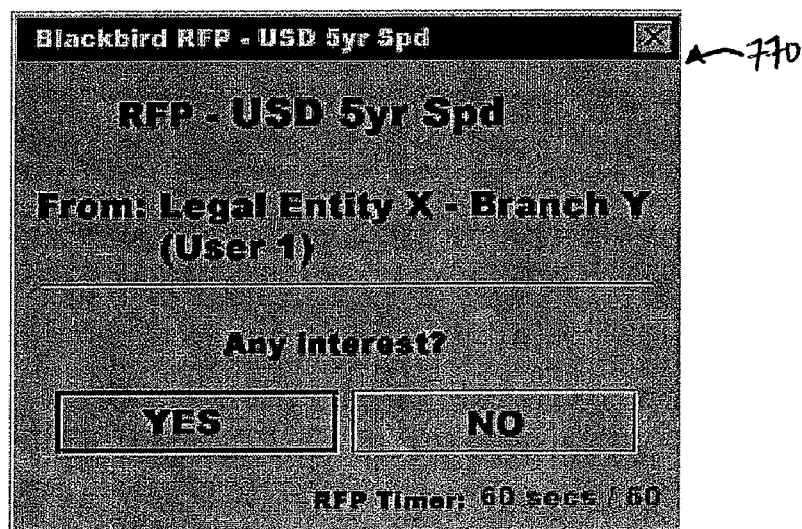 Blackbird RFP - USD 5yr Spd
770
RFP - USD 5yr Spd
From: Legal Entity X - Branch Y
(User 1)
Any interest?
YES NO
RFP Timer: 60 secs / 60